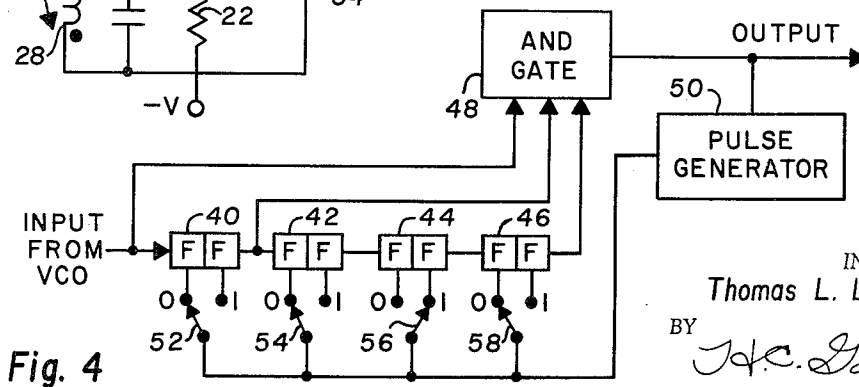 28
22
-V
AND
GATE
48
OUTPUT
50
PULSE
GENERATOR
INPUT
FROM
VCO
40
42
44
46
F F
F F
F F
F F
0 1
0 1
0 1
0 1
52
54
56
58
Thomas L.
BY
Fig. 4